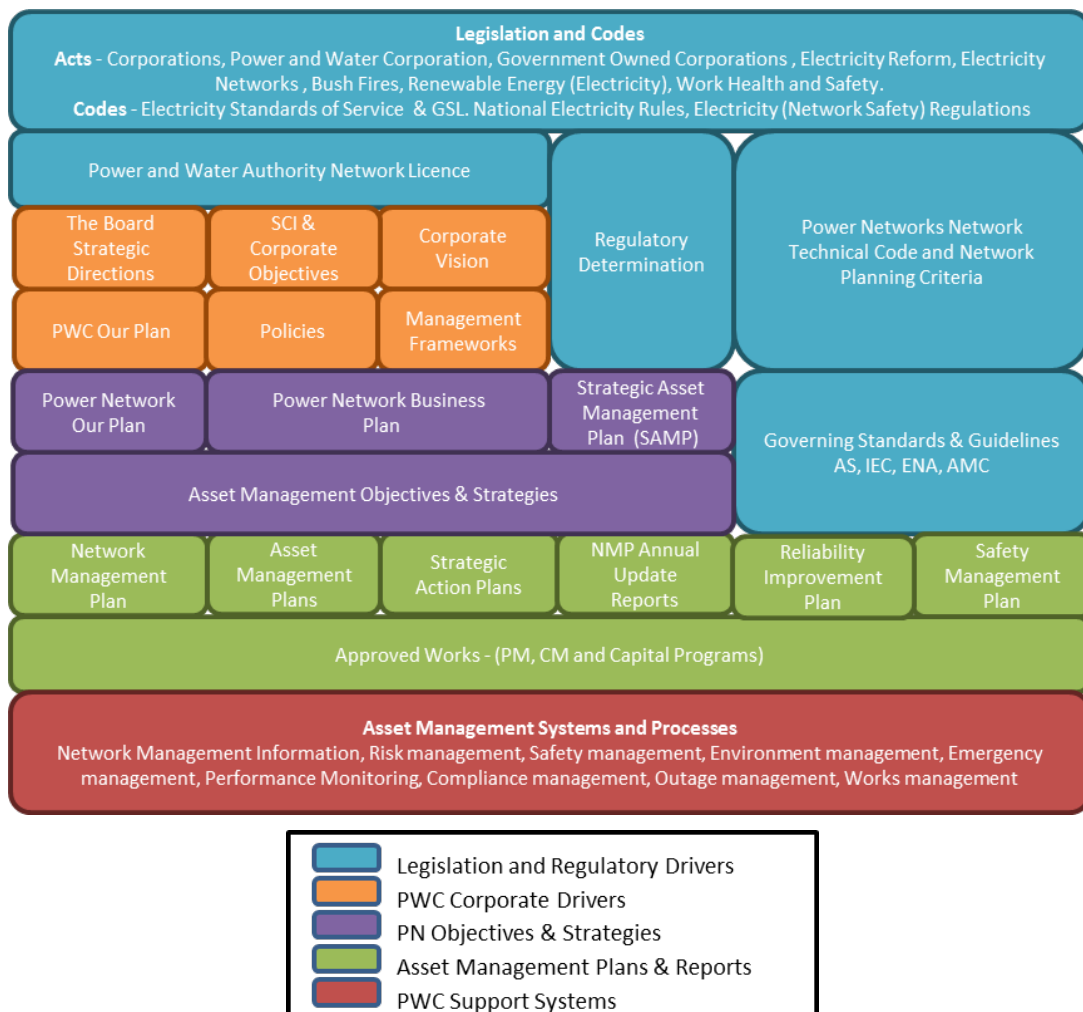 Legislation and Codes
Acts - Corporations, Power and Water Corporation, Government Owned Corporations , Electricity Reform, Electricity
Networks , Bush Fires, Renewable Energy (Electricity), Work Health and Safety.
Codes - Electricity Standards of Service & GSL. National Electricity Rules, Electricity (Network Safety) Regulations
Power and Water Authority Network Licence
The Board
Strategic
Directions
SCI &
Corporate
Objectives
Corporate
Vision
Regulatory
Determination
Power Networks Network
Technical Code and Network
Planning Criteria
PWC Our Plan
Policies
Management
Frameworks
Power Network
Our Plan
Power Network Business
Plan
Strategic Asset
Management
Plan (SAMP)
Governing Standards & Guidelines
AS, IEC, ENA, AMC
Asset Management Objectives & Strategies
Network
Management
Plan
Asset
Management
Plans
Strategic
Action Plans
NMP Annual
Update
Reports
Reliability
Improvement
Plan
Safety
Management
Plan
Approved Works - (PM, CM and Capital Programs)
Asset Management Systems and Processes
Network Management Information, Risk management, Safety management, Environment management, Emergency
management, Performance Monitoring, Compliance management, Outage management, Works management
Legislation and Regulatory Drivers
PWC Corporate Drivers
PN Objectives & Strategies
Asset Management Plans & Reports
PWC Support Systems